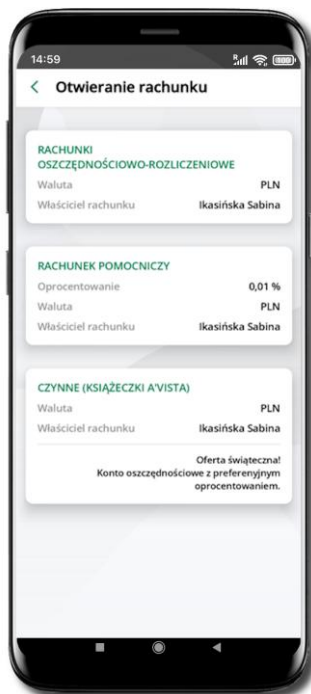 14:59
Otwieranie rachunku
RACHUNKI
OSZCZĘDNOŚCIOWO-ROZLICZENIOWE
Waluta PLN
Właściciel rachunku Ikasińska Sabina
RACHUNEK POMOCNICZY
Oprocentowanie 0,01 %
Waluta PLN
Właściciel rachunku Ikasińska Sabina
CZYNNE (KSIĄŻECZKI A'VISTA)
Waluta PLN
Właściciel rachunku Ikasińska Sabina
Oferta świąteczna!
Konto oszczędnościowe z preferenyjnym
oprocentowaniem.